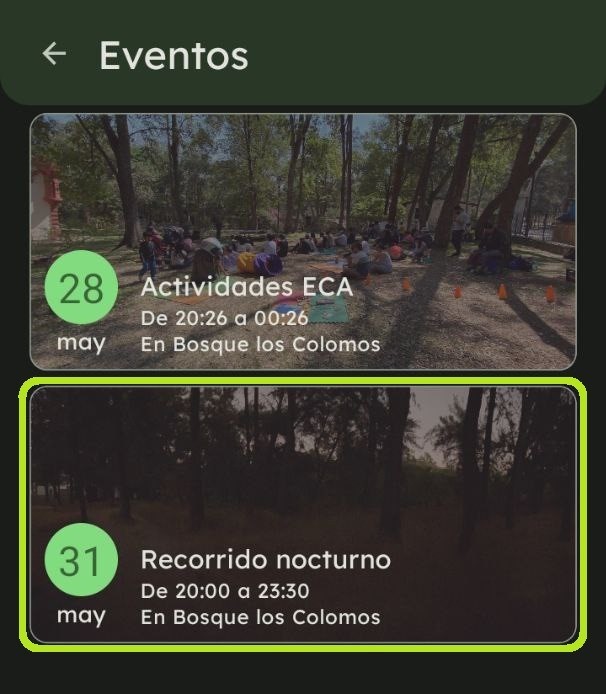 Eventos
28
may
Actividades ECA
De 20:26 a 00:26
En Bosque los Colomos
31
may
Recorrido nocturno
De 20:00 a 23:30
En Bosque los Colomos